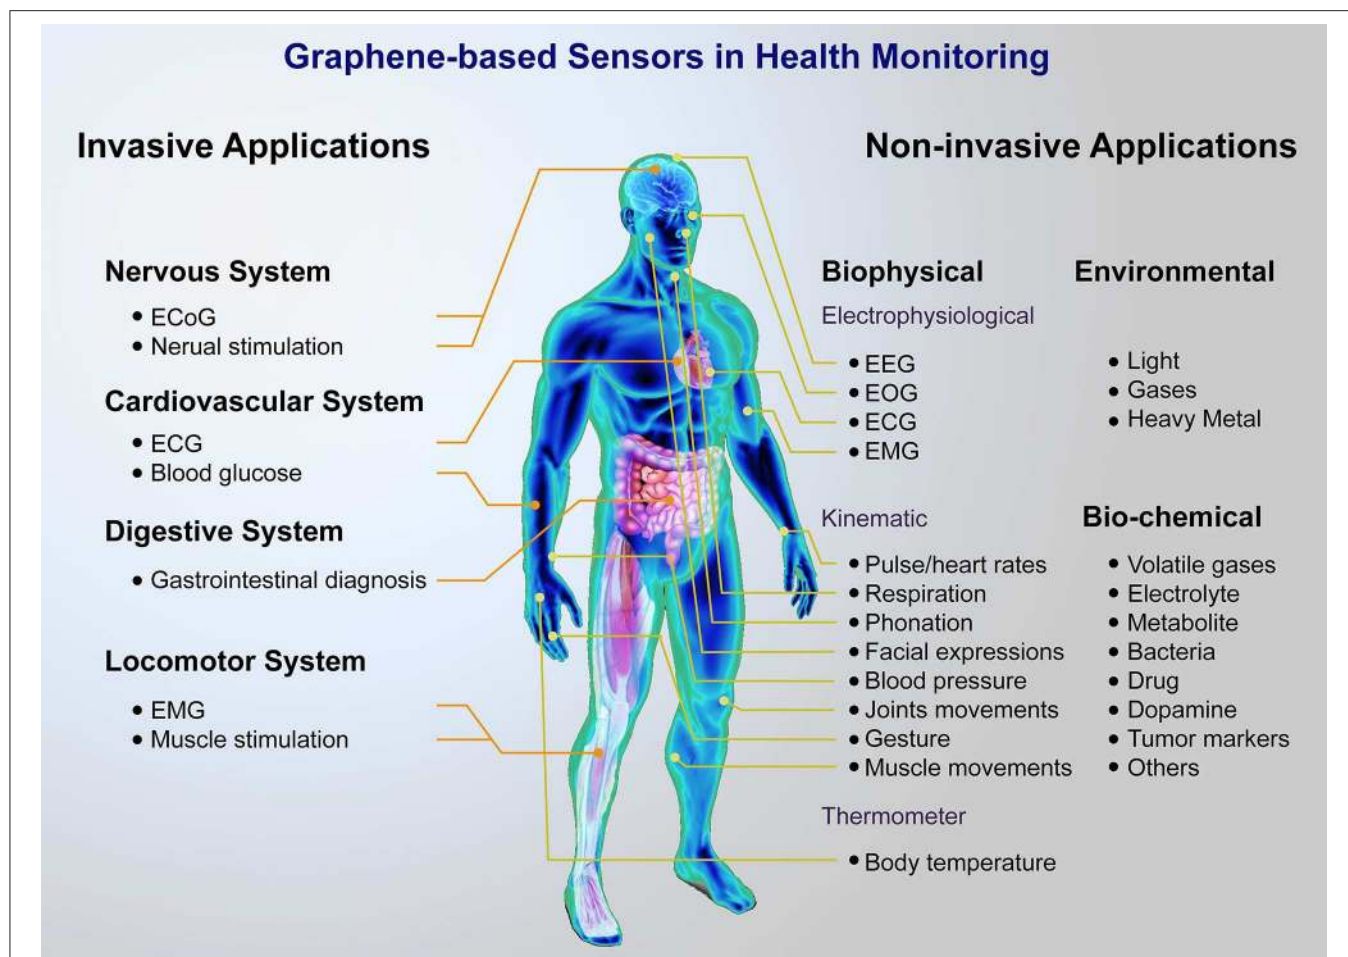 Graphene-based Sensors in Health Monitoring
Invasive Applications
Nervous System
• ECoG
• Nerual stimulation
Cardiovascular System
• ECG
• Blood glucose
Digestive System
• Gastrointestinal diagnosis
Locomotor System
• EMG
• Muscle stimulation
Non-invasive Applications
Biophysical
Electrophysiological
• EEG
• EOG
• ECG
• EMG
Kinematic
• Pulse/heart rates
• Respiration
• Phonation
• Facial expressions
• Blood pressure
• Joints movements
• Gesture
• Muscle movements
Thermometer
• Body temperature
Environmental
• Light
• Gases
• Heavy Metal
Bio-chemical
• Volatile gases
• Electrolyte
• Metabolite
• Bacteria
• Drug
• Dopamine
• Tumor markers
• Others